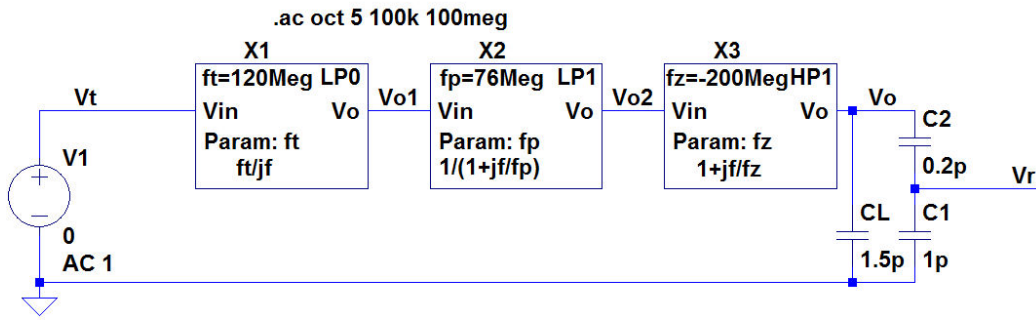 .ac oct 5 100k 100meg
X1
X2
X3
ft=120Meg LP0
fp=76Meg LP1
fz=-200Meg HP1
Vt
Vin Vo
Vo1
Vin Vo
Vo2
Vin Vo
Vo
C2
V1
Param: ft
Param: fp
Param: fz
ft/jf
1/(1+jf/fp)
1+jf/fz
0.2p
Vr
CL
C1
0
1.5p
1p
AC 1